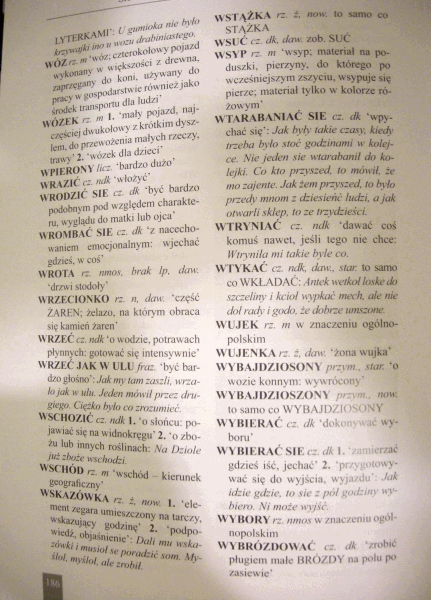 LYTERKAMI’: U gumioka nie było
krzywajki ino u wozu drabiniastego.
WÓZ rz. m ‘wóz; czterokołowy pojazd
wykonany w większości z drewna,
zaprzęgany do koni, używany do
pracy w gospodarstwie również jako
środek transportu dla ludzi’
WÓZEK rz. m 1. ‘mały pojazd, naj-
częściej dwukołowy z krótkim dysz-
lem, do przewożenia małych rzeczy,
trawy’ 2. ‘wózek dla dzieci’
WPIERONY licz. ‘bardzo dużo’
WRAZIĆ cz. ndk ‘włożyć’
WRODZIĆ SIE cz. dk ‘być bardzo
podobnym pod względem charakte-
ru, wyglądu do matki lub ojca’
WROMBAĆ SIE cz. dk ‘z nacecho-
waniem emocjonalnym: wjechać
gdzieś, w coś’
WROTA rz. nmos, brak lp, daw.
‘drzwi stodoły’
WRZECIONKO rz. n, daw. ‘część
ŻAREN; żelazo, na którym obraca
się kamień żaren’
WRZEĆ cz. ndk ‘o wodzie, potrawach
płynnych: gotować się intensywnie’
WRZEĆ JAK W ULU fraz. ‘być bar-
dzo głośno’: Jak my tam zaszli, wrza-
ło jak w ulu. Jeden mówił przez dru-
giego. Ciężko było co zrozumieć.
WSCHOZIĆ cz. ndk 1. ‘o słońcu: po-
jawiać się na widnokręgu’ 2. ‘o zbo-
żu lub innych roślinach: Na Dziole
już zboże wschodzi.
WSCHÓD rz. m ‘wschód – kierunek
geograficzny’
WSKAZÓWKA rz. ż, now. 1. ‘ele-
ment zegara umieszczony na tarczy,
wskazujący godzinę’ 2. ‘podpo-
wiedź, objaśnienie’: Dali mu wska-
zówki i musioł se poradzić som. My-
śloł, myśloł, ale zrobił.
186
WSTĄŻKA rz. ż, now. to samo co
STĄŻKA
WSUĆ cz. dk, daw. zob. SUĆ
WSYP rz. m ‘wsyp; materiał na po-
duszki, pierzyny, do którego po
wcześniejszym zszyciu, wsypuje się
pierze; materiał tylko w kolorze ró-
żowym’
WTARABANIAĆ SIE cz. dk ‘wpy-
chać się’: Jak były takie czasy, kiedy
trzeba było stoć godzinami w kolej-
ce. Nie jeden sie wtarabanił do ko-
lejki. Co kto przyszed, to mówił, że
mo zajente. Jak żem przyszed, to było
przedy mnom z dziesieńć ludzi, a jak
otwarli sklep, to ze trzydzieści.
WTRYNIAĆ cz. ndk ‘dawać coś
komuś nawet, jeśli tego nie chce:
Wtryniła mi takie byle co.
WTYKAĆ cz. ndk, daw., star. to samo
co WKŁADAĆ: Antek wetkoł loske do
szczeliny i kcioł wypkać mech, ale nie
doł rady i godo, że dobrze umszone.
WUJEK rz. m w znaczeniu ogólno-
polskim
WUJENKA rz. ż, daw. ‘żona wujka’
WYBAJDZIOSONY przym., star. ‘o
wozie konnym: wywrócony’
WYBAJDZIOSZONY przym., now.
to samo co WYBAJDZIOSONY
WYBIERAĆ cz. dk ‘dokonywać wy-
boru’
WYBIERAĆ SIE cz. dk 1. ‘zamierzać
gdzieś iść, jechać’ 2. ‘przygotowy-
wać się do wyjścia, wyjazdu’: Jak
idzie gdzie, to sie z pół godziny wy-
biero. Ni może wyjść.
WYBORY rz. nmos w znaczeniu ogól-
nopolskim
WYBRÓZDOWAĆ cz. dk ‘zrobić
pługiem małe BRÓZDY na polu po
zasiewie’